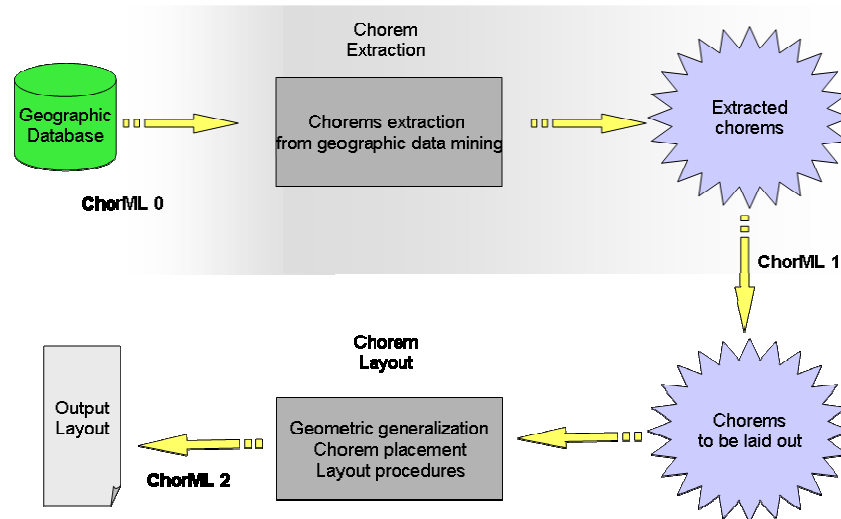 Chorem
Extraction
Geographic
Database
Chorems extraction
from geographic data mining
Extracted
chorems
ChorML 0
ChorML 1
Chorem
Layout
Output
Layout
Geometric generalization
Chorem placement
Layout procedures
Chorems
to be laid out
ChorML 2